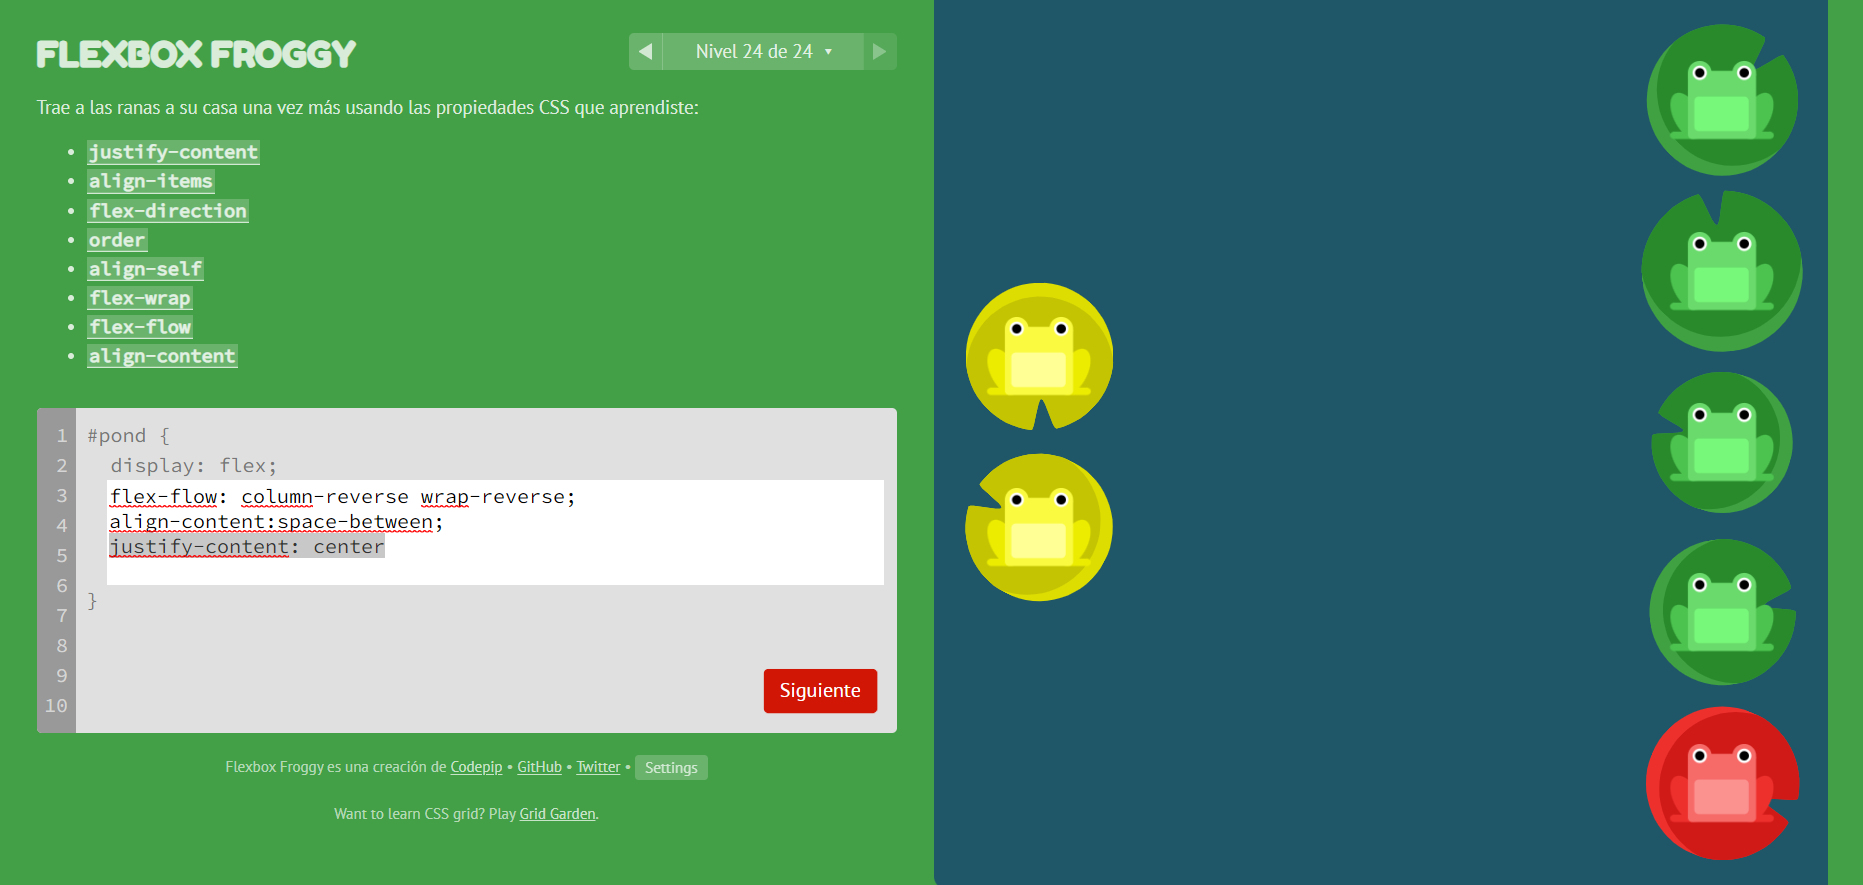 FLEXBOX FROGGY
◀ Nivel 24 de 24 ▾ ▶
Trae a las ranas a su casa una vez más usando las propiedades CSS que aprendiste:
• justify-content
• align-items
• flex-direction
• order
• align-self
• flex-wrap
• flex-flow
• align-content
1 #pond {
2 display: flex;
3 flex-flow: column-reverse wrap-reverse;
4 align-content:space-between;
5 justify-content: center
6 }
7
8
9
10
Siguiente
Flexbox Froggy es una creación de Codepip • GitHub • Twitter • Settings
Want to learn CSS grid? Play Grid Garden.